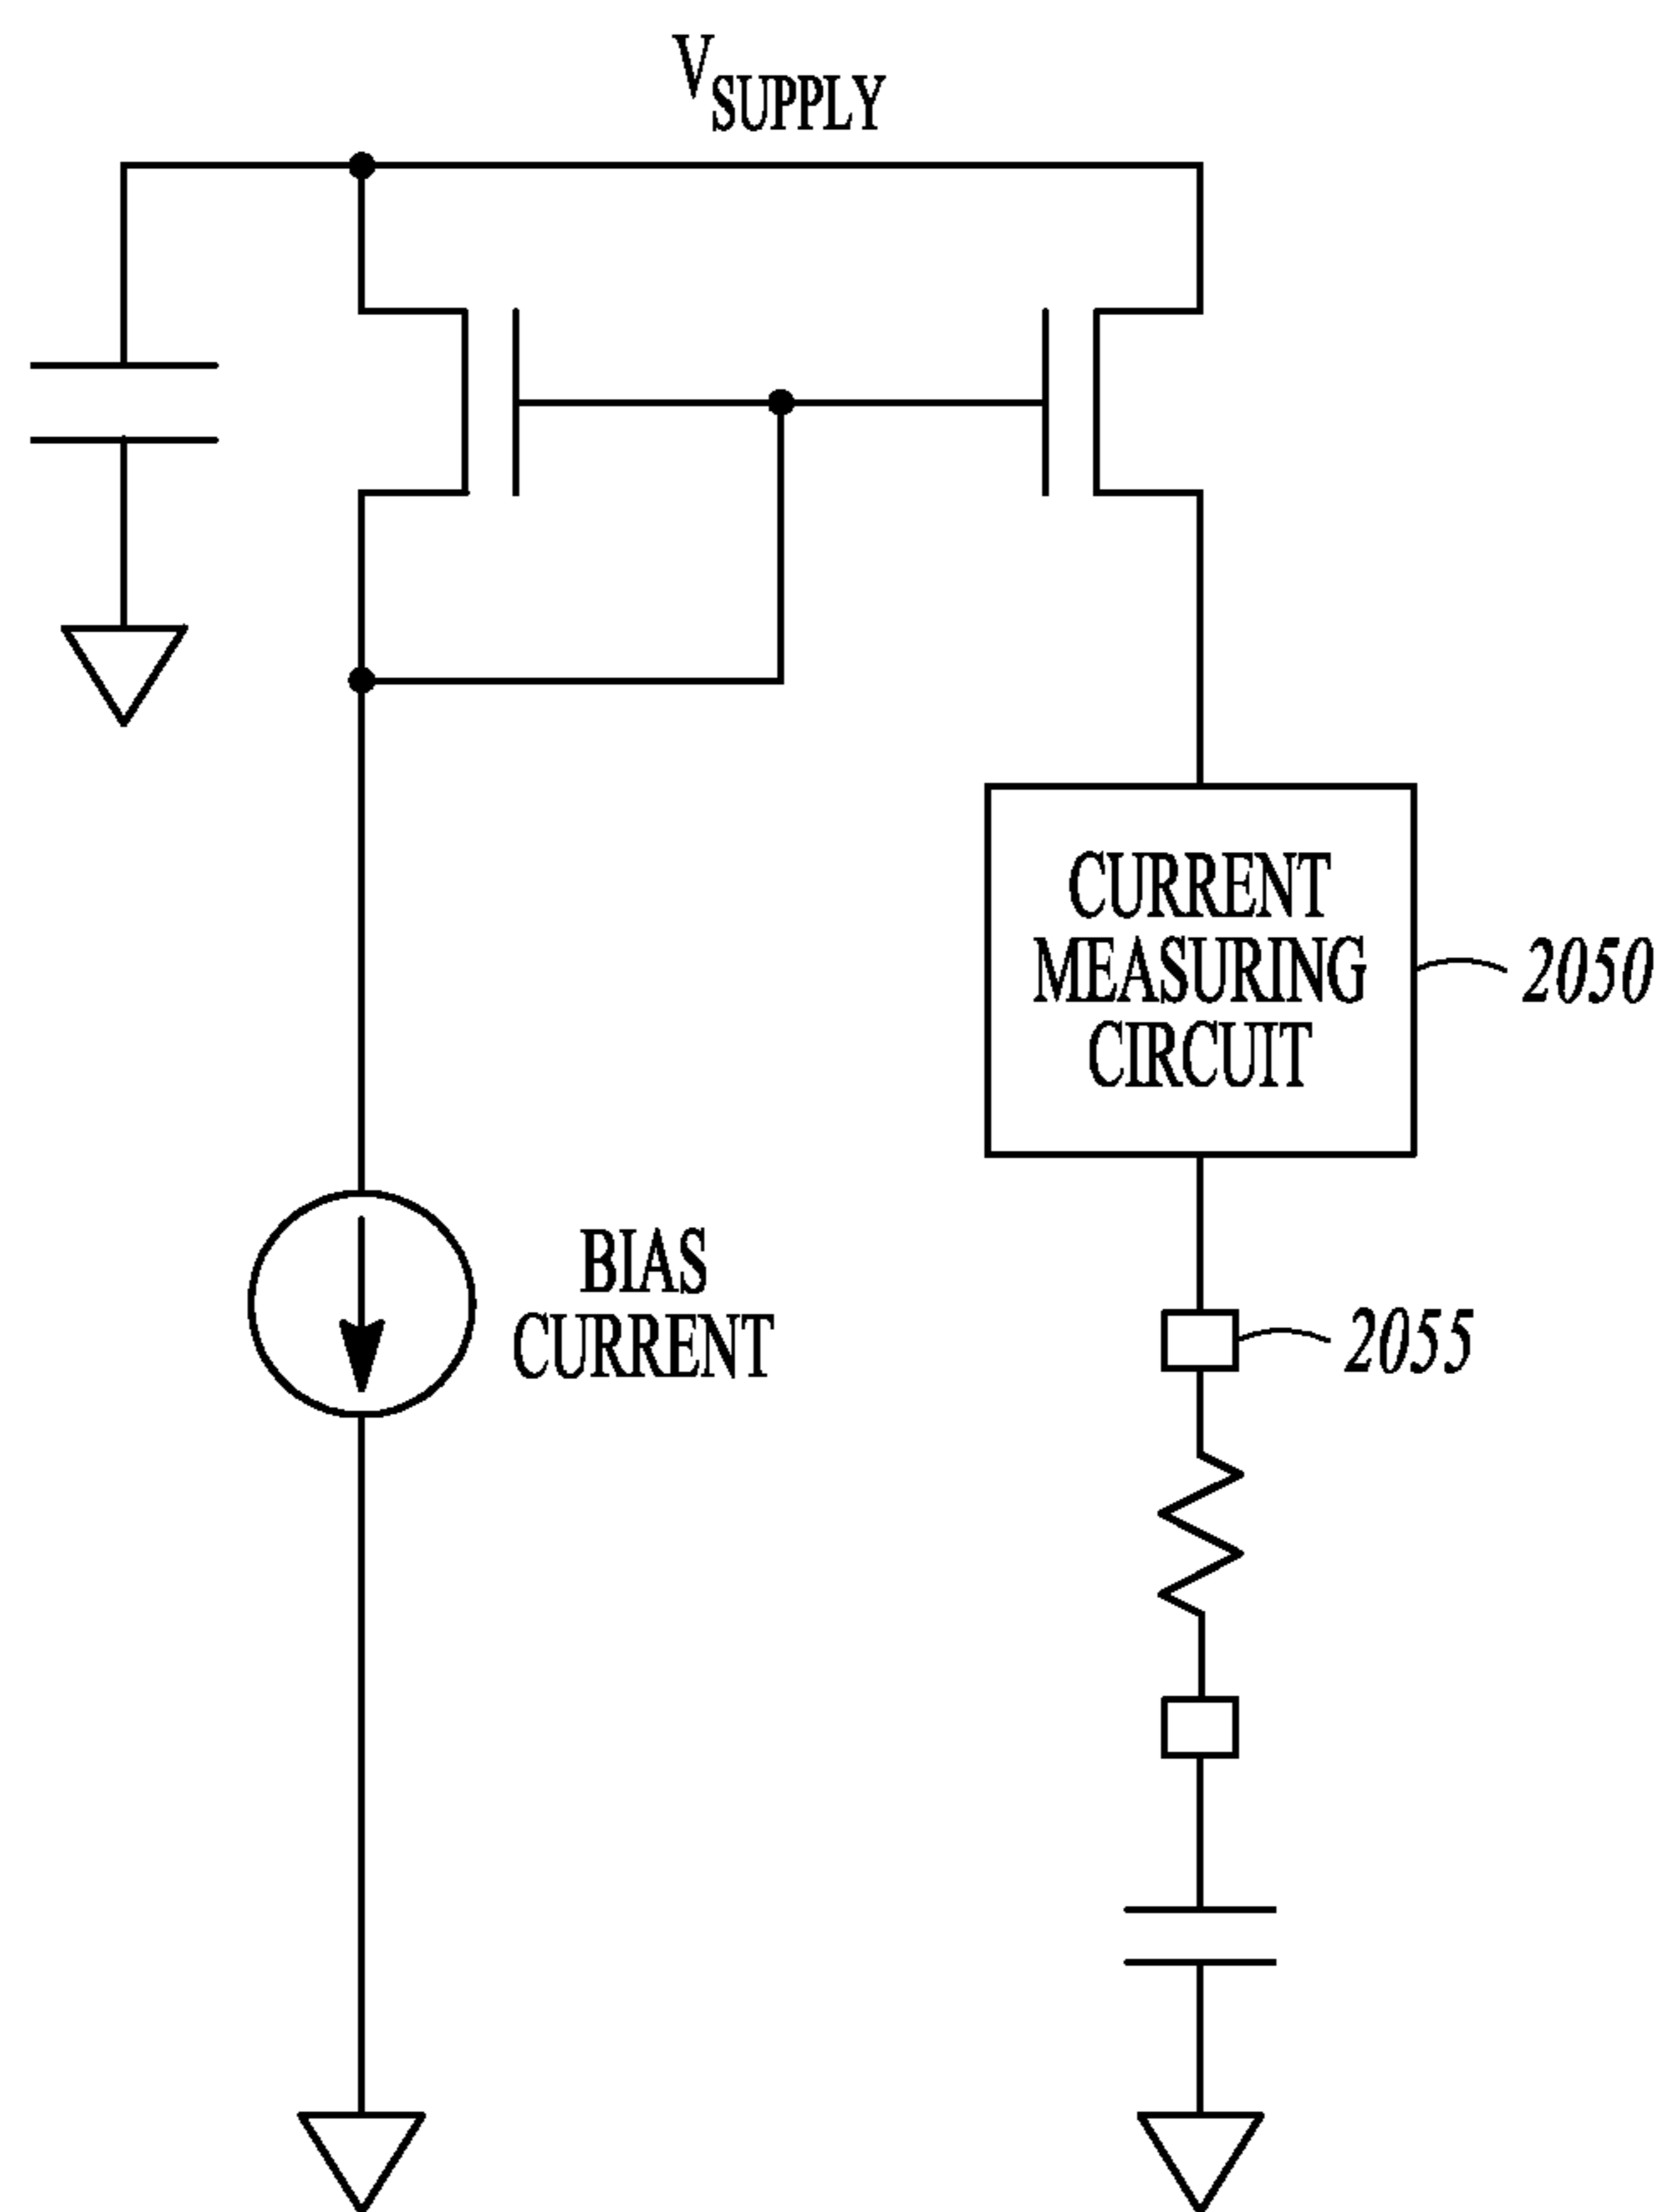 VSUPPLY
CURRENT
MEASURING
CIRCUIT
2050
BIAS
CURRENT
2055